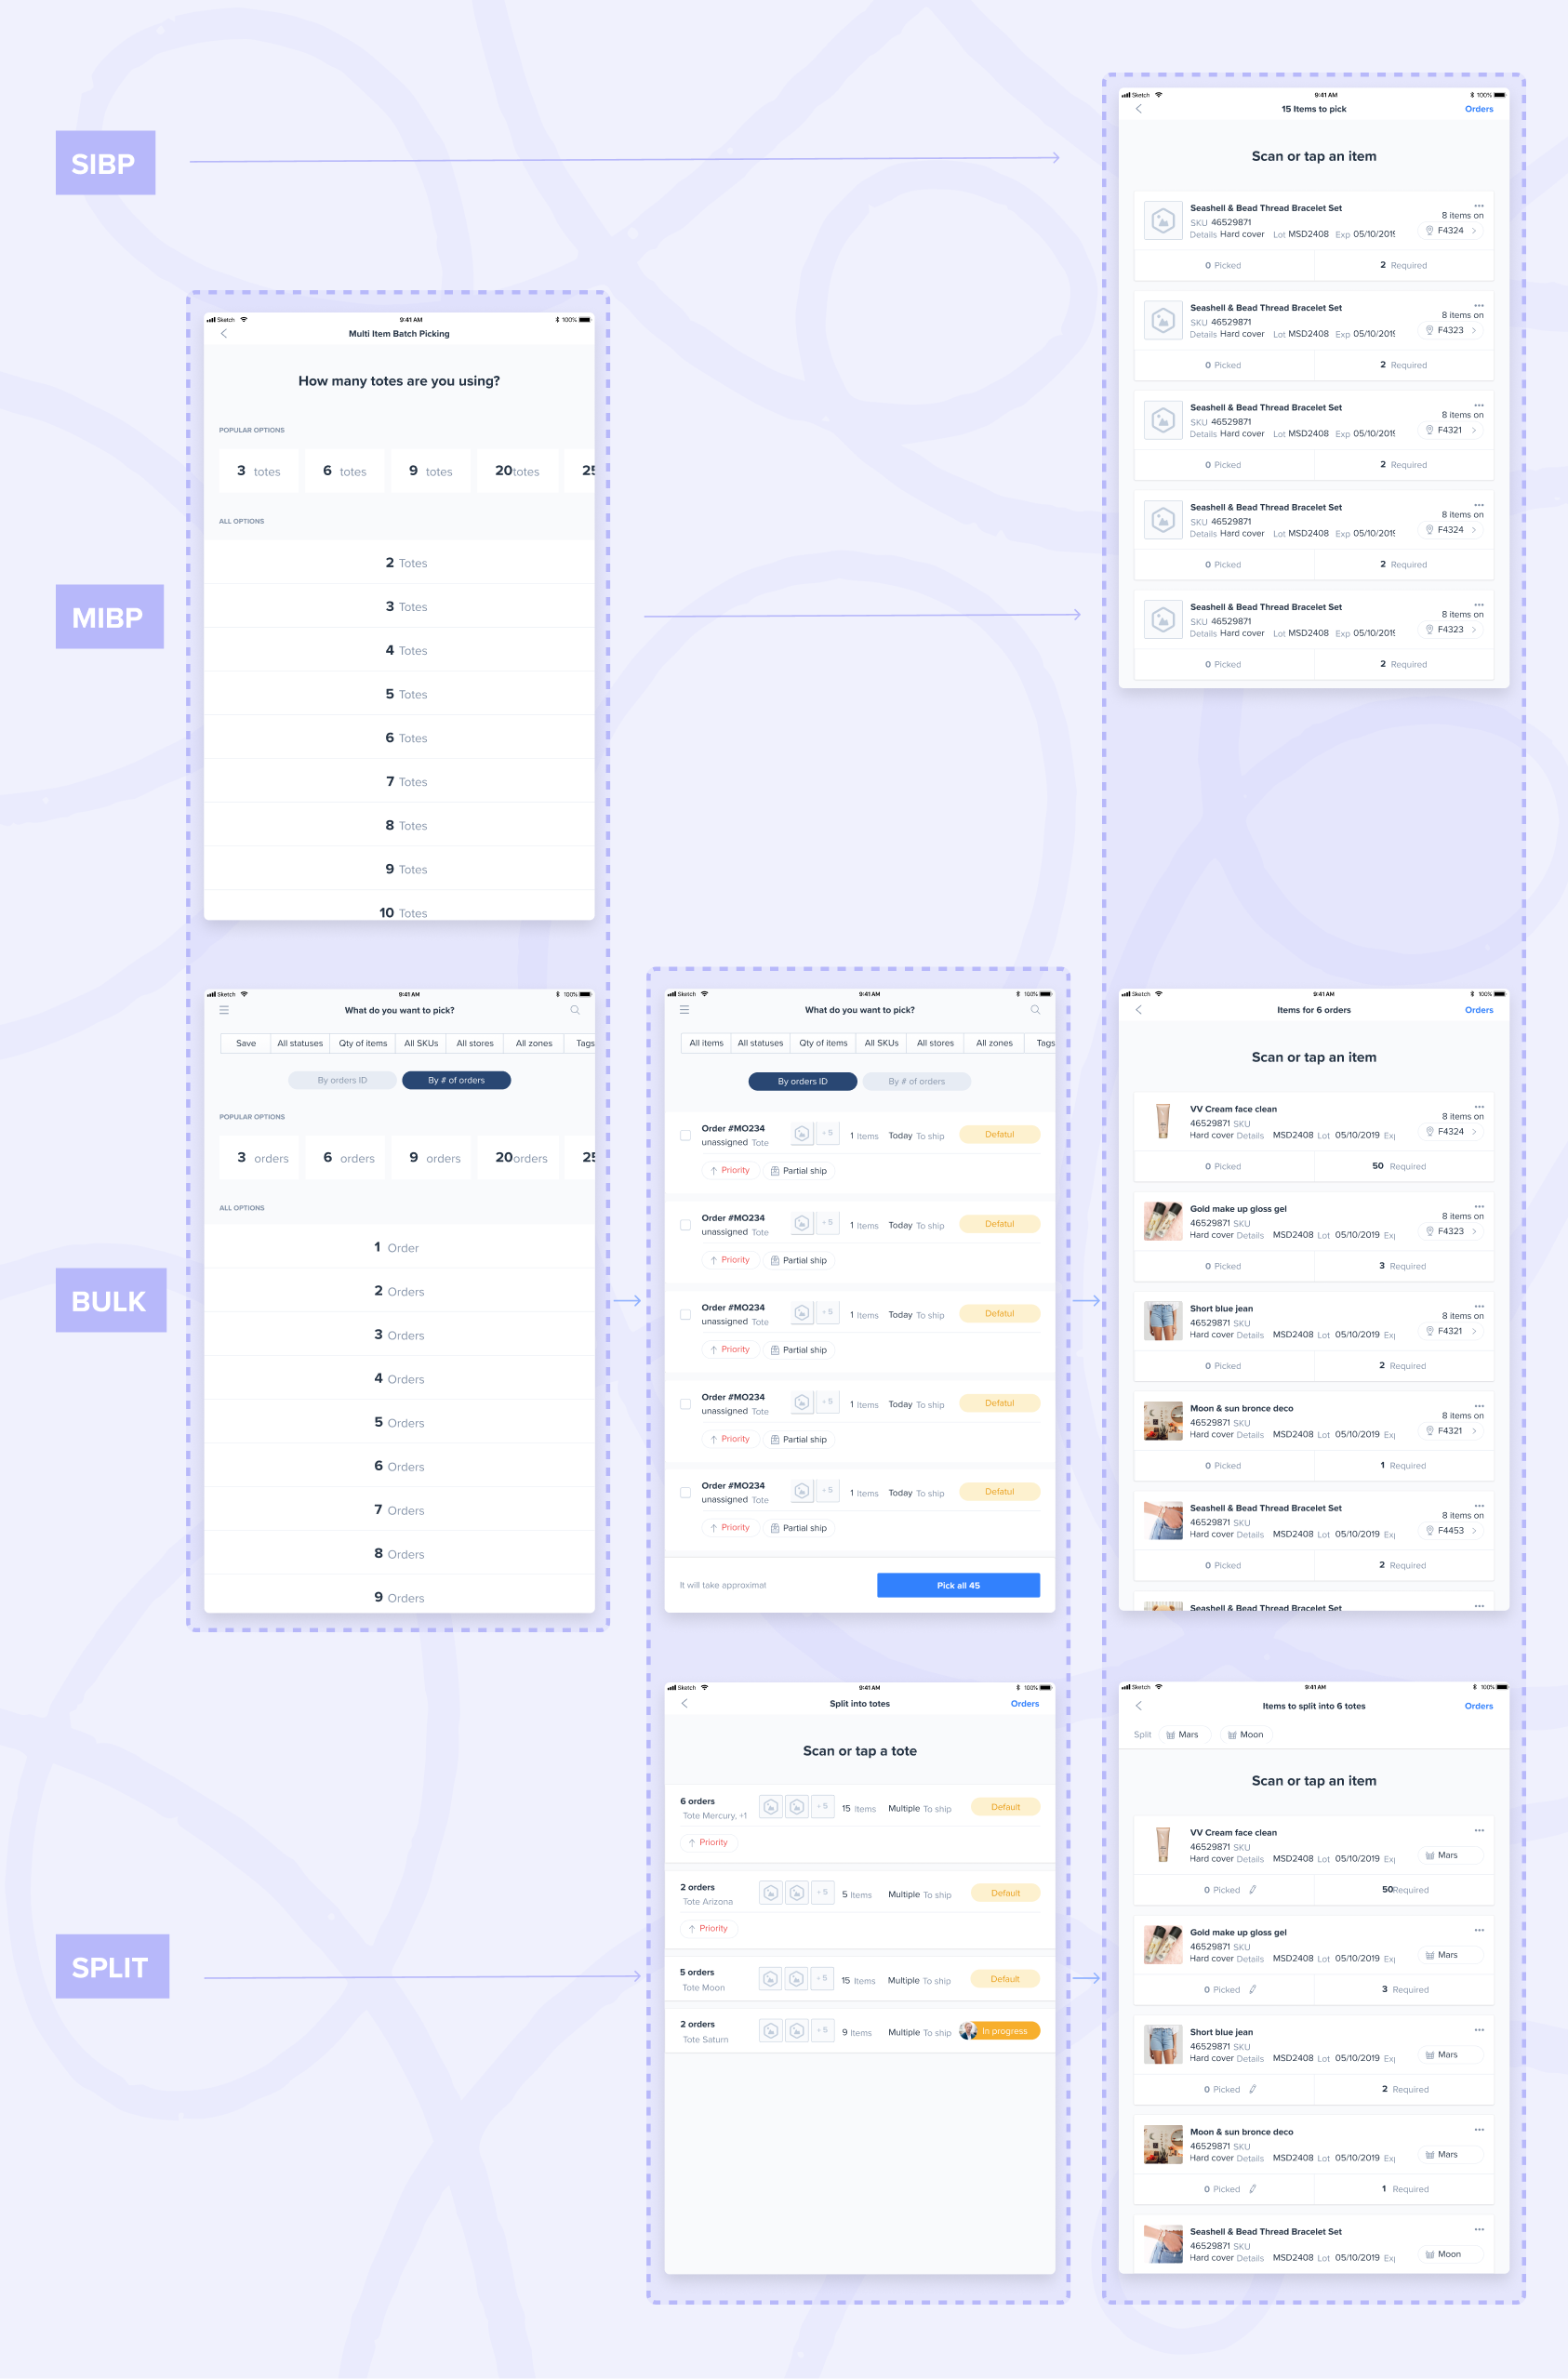 SIBP
Sketch 9:41 AM 100%
15 Items to pick Orders
Scan or tap an item
Seashell & Bead Thread Bracelet Set
8 items on
SKU 46529871
F4324
Details Hard cover Lot MSD2408 Exp 05/10/2019
0 Picked 2 Required
Seashell & Bead Thread Bracelet Set
8 items on
SKU 46529871
F4323
Details Hard cover Lot MSD2408 Exp 05/10/2019
0 Picked 2 Required
Seashell & Bead Thread Bracelet Set
8 items on
SKU 46529871
F4321
Details Hard cover Lot MSD2408 Exp 05/10/2019
0 Picked 2 Required
Seashell & Bead Thread Bracelet Set
8 items on
SKU 46529871
F4324
Details Hard cover Lot MSD2408 Exp 05/10/2019
0 Picked 2 Required
Seashell & Bead Thread Bracelet Set
8 items on
SKU 46529871
F4323
Details Hard cover Lot MSD2408 Exp 05/10/2019
0 Picked 2 Required
MIBP
Sketch 9:41 AM 100%
Multi Item Batch Picking
How many totes are you using?
POPULAR OPTIONS
3 totes 6 totes 9 totes 20 totes 25
ALL OPTIONS
2 Totes
3 Totes
4 Totes
5 Totes
6 Totes
7 Totes
8 Totes
9 Totes
10 Totes
BULK
Sketch 9:41 AM 100%
What do you want to pick?
Save All statuses Qty of items All SKUs All stores All zones Tags
By orders ID By # of orders
POPULAR OPTIONS
3 orders 6 orders 9 orders 20 orders 25
ALL OPTIONS
1 Order
2 Orders
3 Orders
4 Orders
5 Orders
6 Orders
7 Orders
8 Orders
9 Orders
Sketch 9:41 AM 100%
What do you want to pick?
All items All statuses Qty of items All SKUs All stores All zones Tags
By orders ID By # of orders
Order #MO234
unassigned Tote + 5 1 Items Today To ship Defatul
Priority Partial ship
Order #MO234
unassigned Tote + 5 1 Items Today To ship Defatul
Priority Partial ship
Order #MO234
unassigned Tote + 5 1 Items Today To ship Defatul
Priority Partial ship
Order #MO234
unassigned Tote + 5 1 Items Today To ship Defatul
Priority Partial ship
Order #MO234
unassigned Tote + 5 1 Items Today To ship Defatul
Priority Partial ship
It will take approximat Pick all 45
Sketch 9:41 AM 100%
Items for 6 orders Orders
Scan or tap an item
VV Cream face clean
8 items on
46529871 SKU
F4324
Hard cover Details MSD2408 Lot 05/10/2019 Ex
0 Picked 50 Required
Gold make up gloss gel
8 items on
46529871 SKU
F4323
Hard cover Details MSD2408 Lot 05/10/2019 Ex
0 Picked 3 Required
Short blue jean
8 items on
46529871 SKU
F4321
Hard cover Details MSD2408 Lot 05/10/2019 Ex
0 Picked 2 Required
Moon & sun bronce deco
8 items on
46529871 SKU
F4321
Hard cover Details MSD2408 Lot 05/10/2019 Ex
0 Picked 1 Required
Seashell & Bead Thread Bracelet Set
8 items on
46529871 SKU
F4453
Hard cover Details MSD2408 Lot 05/10/2019 Ex
0 Picked 2 Required
Seashell & Bead Thread Bracelet Set
SPLIT
Sketch 9:41 AM 100%
Split into totes Orders
Scan or tap a tote
6 orders
Tote Mercury, +1 + 5 15 Items Multiple To ship Default
Priority
2 orders
Tote Arizona + 5 5 Items Multiple To ship Default
Priority
5 orders
Tote Moon + 5 15 Items Multiple To ship Default
2 orders
Tote Saturn + 5 9 Items Multiple To ship In progress
Sketch 9:41 AM 100%
Items to split into 6 totes Orders
Split Mars Moon
Scan or tap an item
VV Cream face clean
46529871 SKU
Mars
Hard cover Details MSD2408 Lot 05/10/2019 Ex
0 Picked 50 Required
Gold make up gloss gel
46529871 SKU
Mars
Hard cover Details MSD2408 Lot 05/10/2019 Ex
0 Picked 3 Required
Short blue jean
46529871 SKU
Mars
Hard cover Details MSD2408 Lot 05/10/2019 Ex
0 Picked 2 Required
Moon & sun bronce deco
46529871 SKU
Mars
Hard cover Details MSD2408 Lot 05/10/2019 Ex
0 Picked 1 Required
Seashell & Bead Thread Bracelet Set
46529871 SKU
Moon
Hard cover Details MSD2408 Lot 05/10/2019 Ex